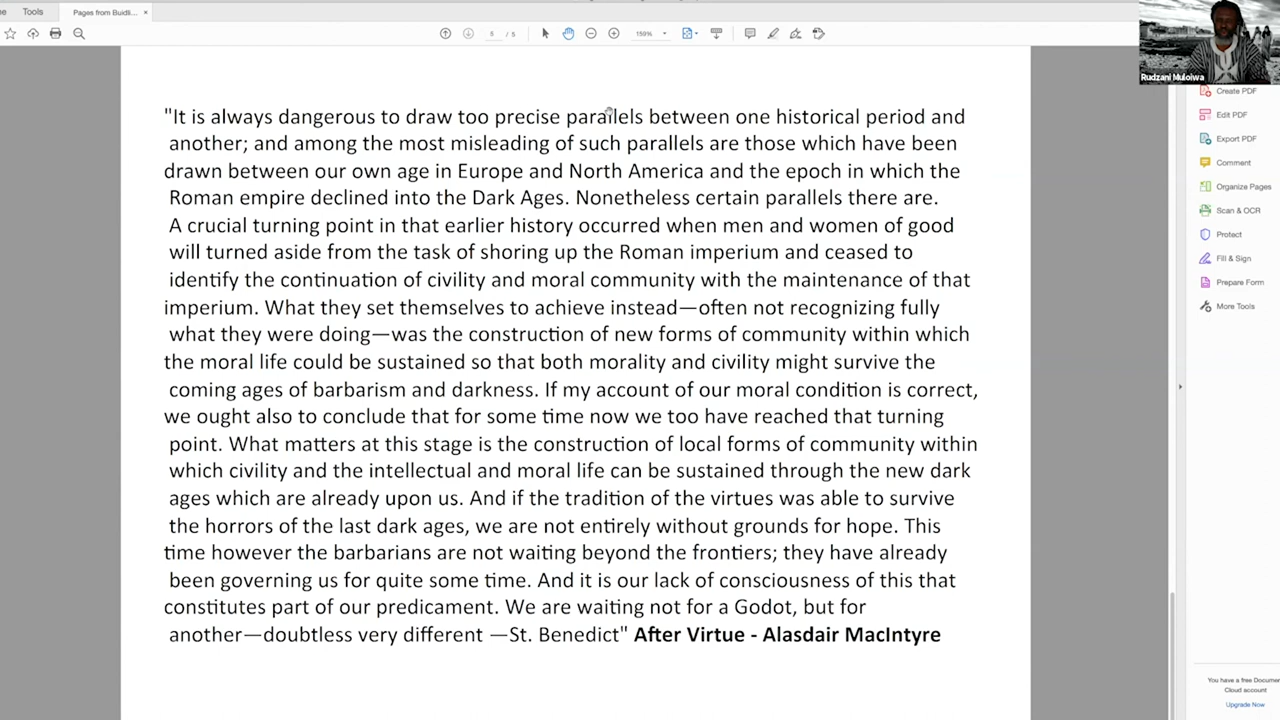 Tools
Pages from Buidli... ×
6 / 5
159%
Rudzani Muloiwa
"It is always dangerous to draw too precise parallels between one historical period and
another; and among the most misleading of such parallels are those which have been
drawn between our own age in Europe and North America and the epoch in which the
Roman empire declined into the Dark Ages. Nonetheless certain parallels there are.
A crucial turning point in that earlier history occurred when men and women of good
will turned aside from the task of shoring up the Roman imperium and ceased to
identify the continuation of civility and moral community with the maintenance of that
imperium. What they set themselves to achieve instead—often not recognizing fully
what they were doing—was the construction of new forms of community within which
the moral life could be sustained so that both morality and civility might survive the
coming ages of barbarism and darkness. If my account of our moral condition is correct,
we ought also to conclude that for some time now we too have reached that turning
point. What matters at this stage is the construction of local forms of community within
which civility and the intellectual and moral life can be sustained through the new dark
ages which are already upon us. And if the tradition of the virtues was able to survive
the horrors of the last dark ages, we are not entirely without grounds for hope. This
time however the barbarians are not waiting beyond the frontiers; they have already
been governing us for quite some time. And it is our lack of consciousness of this that
constitutes part of our predicament. We are waiting not for a Godot, but for
another—doubtless very different —St. Benedict" After Virtue - Alasdair MacIntyre
Create PDF
Edit PDF
Export PDF
Comment
Organize Pages
Scan & OCR
Protect
Fill & Sign
Prepare Form
More Tools
You have a free Documen
Cloud account
Upgrade Now